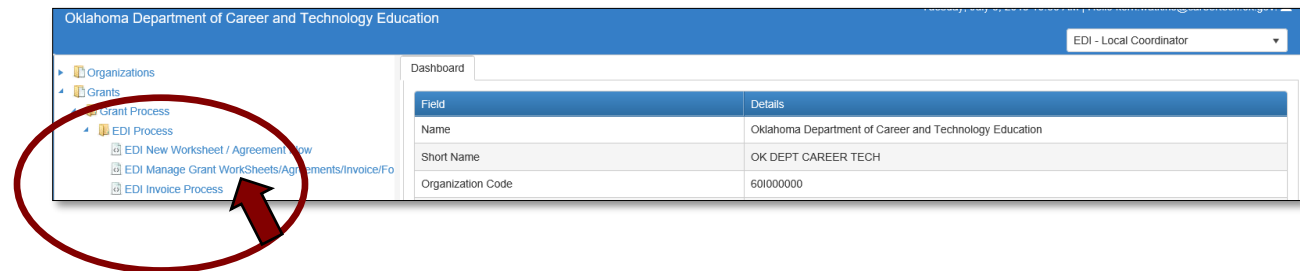 Oklahoma Department of Career and Technology Education
EDI - Local Coordinator
Organizations
Grants
Grant Process
EDI Process
EDI New Worksheet / Agreement
EDI Manage Grant WorkSheets/Agreements/Invoice/Fo
EDI Invoice Process
Dashboard
Field Details
Name Oklahoma Department of Career and Technology Education
Short Name OK DEPT CAREER TECH
Organization Code 60I000000